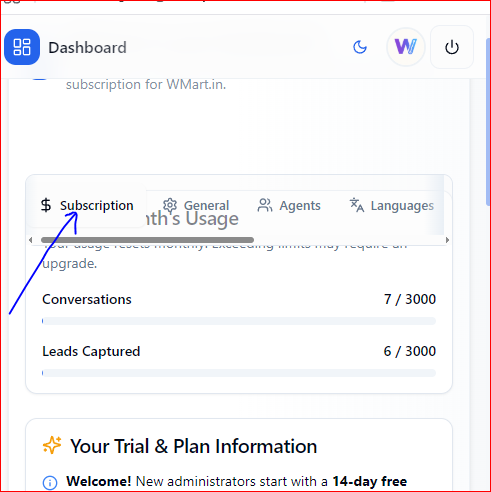 Dashboard
subscription for WMart.in.
Subscription
General
Agents
Languages
nth's Usage
Your usage resets monthly. Exceeding limits may require an
upgrade.
Conversations
7 / 3000
Leads Captured
6 / 3000
Your Trial & Plan Information
Welcome! New administrators start with a 14-day free